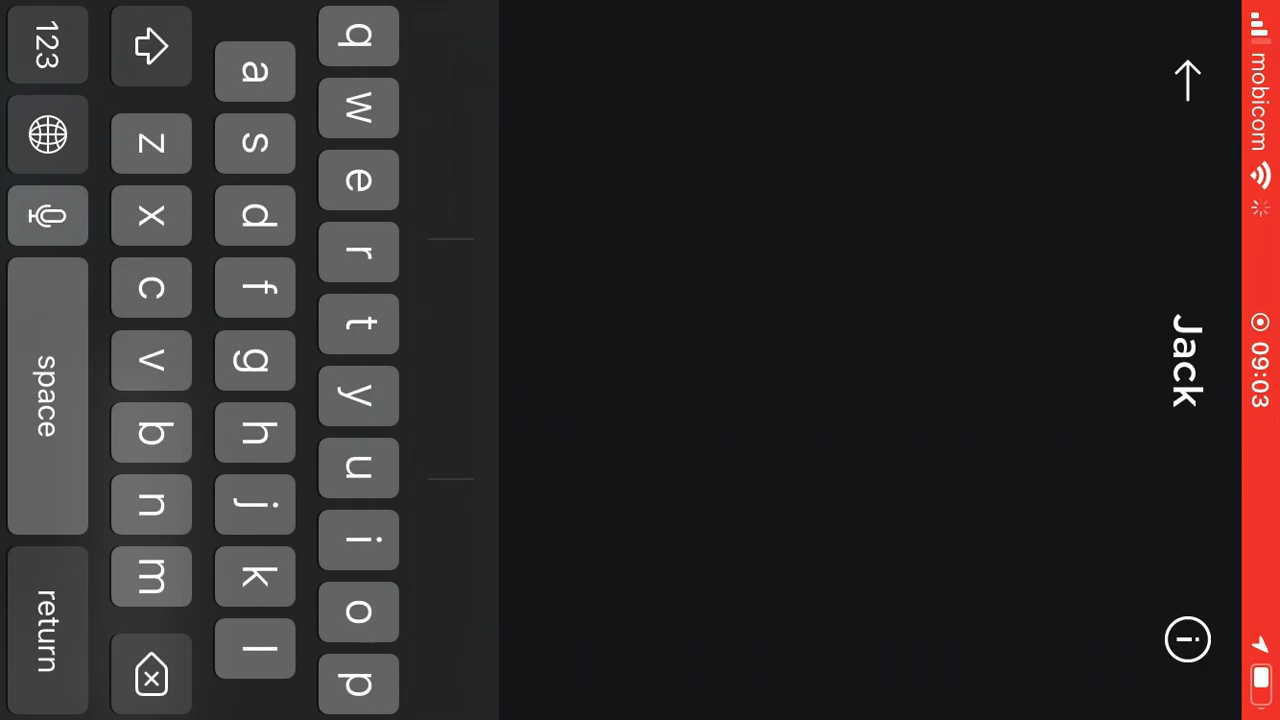 mobicom 09:03
Jack
q w e r t y u i o p
a s d f g h j k l
z x c v b n m
123 space return